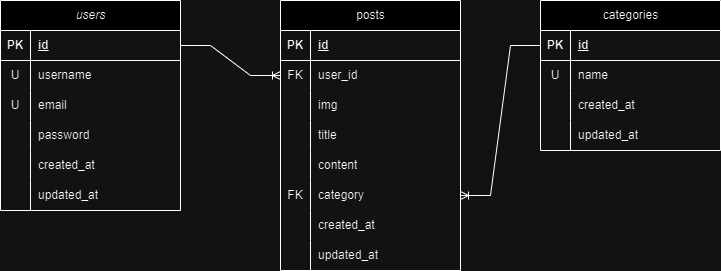 users
PK id
U username
U email
password
created_at
updated_at
posts
PK id
FK user_id
img
title
content
FK category
created_at
updated_at
categories
PK id
U name
created_at
updated_at